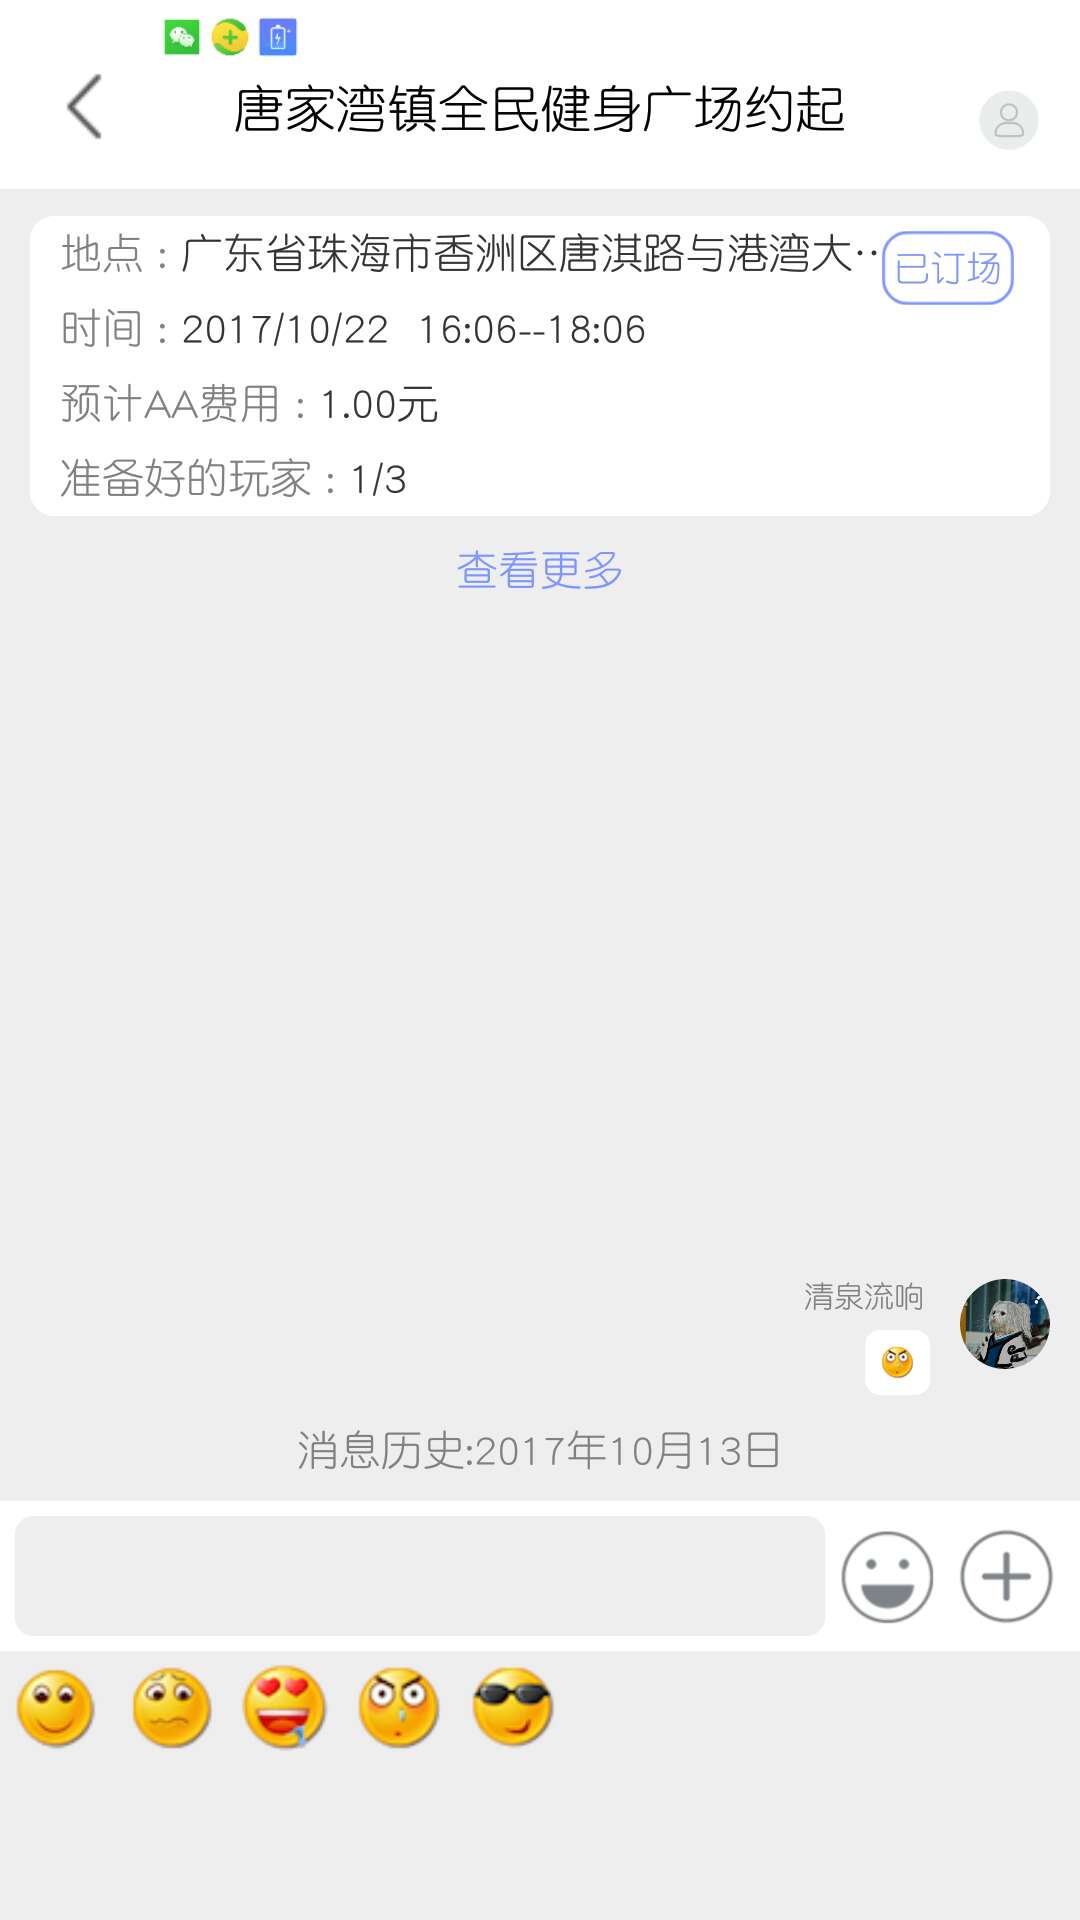 唐家湾镇全民健身广场约起
地点：广东省珠海市香洲区唐淇路与港湾大…
已订场
时间：2017/10/22 16:06--18:06
预计AA费用：1.00元
准备好的玩家：1/3
查看更多
清泉流响
消息历史:2017年10月13日